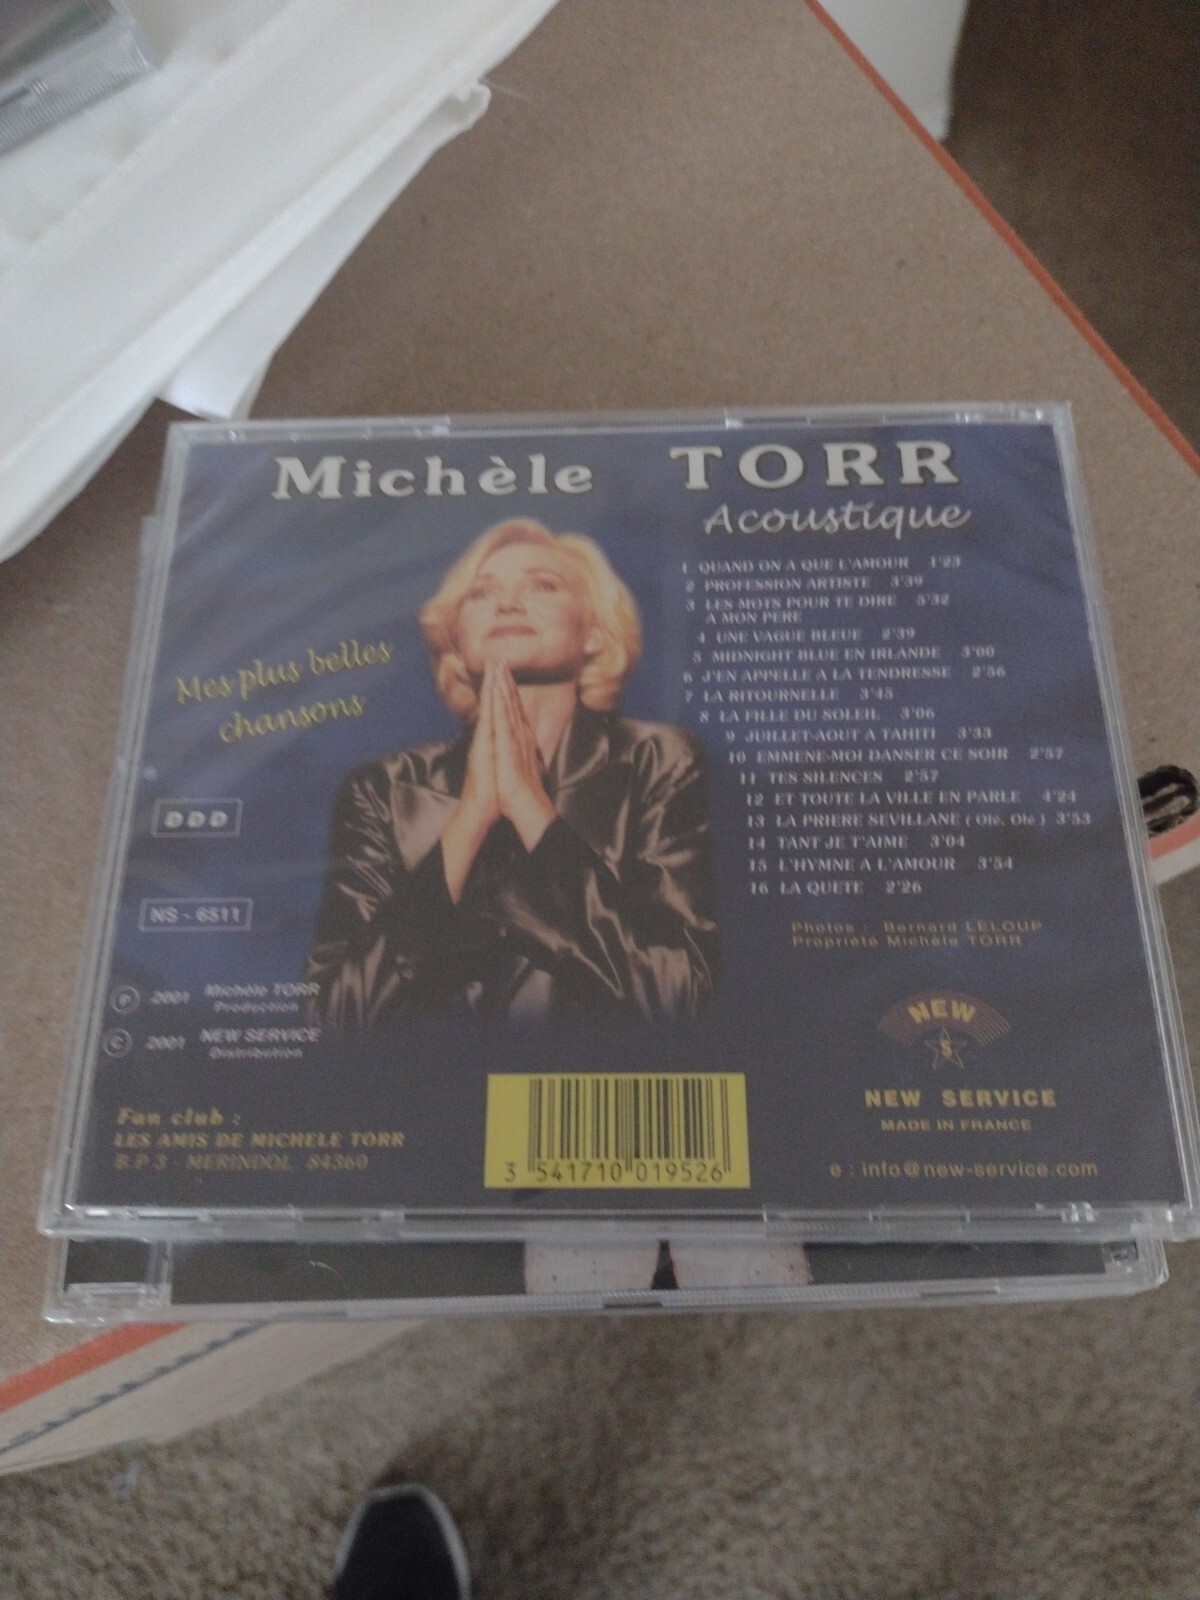 Michèle TORR
Acoustique
Mes plus belles
chansons
1 QUAND ON A QUE L'AMOUR 1'23
2 PROFESSION ARTISTE 3'39
3 LES MOTS POUR TE DIRE 5'32
A MON PERE
4 UNE VAGUE BLEUE 2'39
5 MIDNIGHT BLUE EN IRLANDE 3'00
6 J'EN APPELLE A LA TENDRESSE 2'56
7 LA RITOURNELLE 3'45
8 LA FILLE DU SOLEIL 3'06
9 JUILLET-AOUT A TAHITI 3'33
10 EMMENE-MOI DANSER CE SOIR 2'57
11 TES SILENCES 2'57
12 ET TOUTE LA VILLE EN PARLE 4'24
13 LA PRIERE SEVILLANE ( Olé, Olé ) 3'53
14 TANT JE T'AIME 3'04
15 L'HYMNE A L'AMOUR 3'54
16 LA QUETE 2'26
DDD
NS - 6511
Photos : Bernard LELOUP
Propriété Michèle TORR
℗ 2001 Michèle TORR
Production
© 2001 NEW SERVICE
Distribution
Fan club :
LES AMIS DE MICHELE TORR
B.P 3 - MERINDOL 84360
3 541710 019526
NEW
S
NEW SERVICE
MADE IN FRANCE
e : info@new-service.com